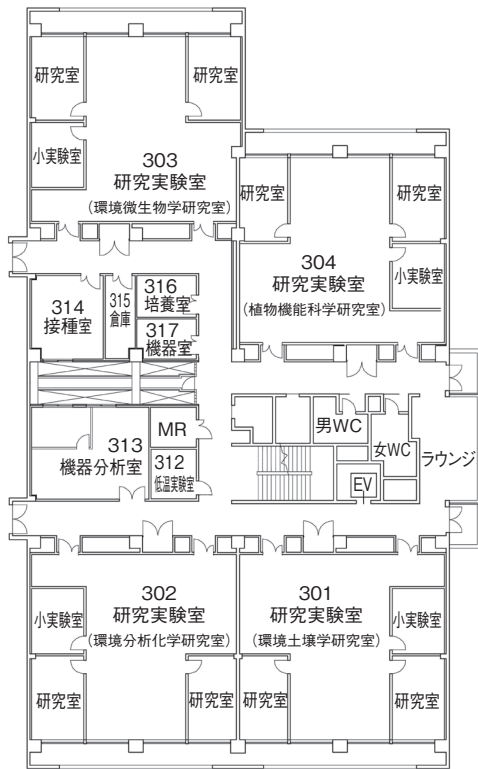 研究室
研究室
小実験室
303
研究実験室
(環境微生物学研究室)
研究室
研究室
304
研究実験室
(植物機能科学研究室)
小実験室
314
接種室
315
倉庫
316
培養室
317
機器室
313
機器分析室
MR
312
低温実験室
男WC
女WC
EV
ラウンジ
302
研究実験室
(環境分析化学研究室)
小実験室
研究室
研究室
301
研究実験室
(環境土壌学研究室)
小実験室
研究室
研究室